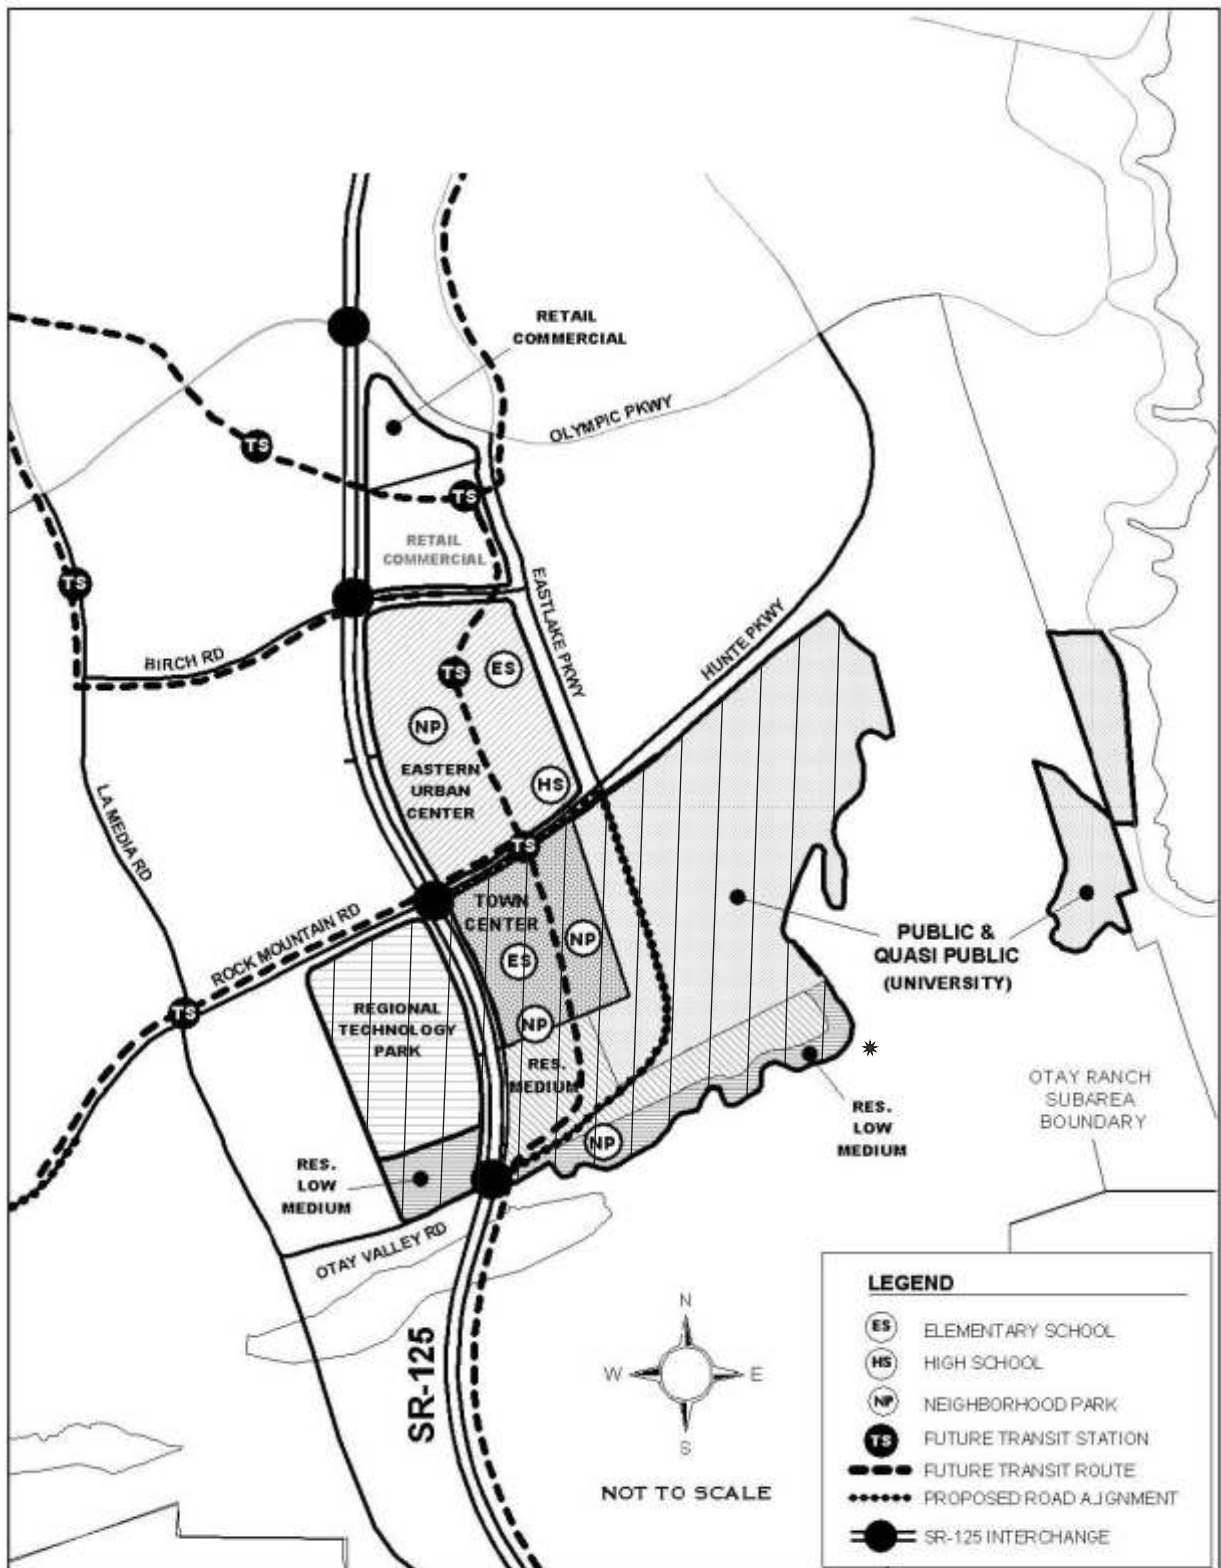 RETAIL
COMMERCIAL
OLYMPIC PKWY
TS
TS
RETAIL
COMMERCIAL
TS
EASTLAKE PKWY
HUNTE PKWY
BIRCH RD
ES
TS
NP
EASTERN
URBAN
CENTER
HS
LA MEDIA RD
TS
TOWN
CENTER
ROCK MOUNTAIN RD
NP
ES
PUBLIC &
QUASI PUBLIC
(UNIVERSITY)
TS
REGIONAL
TECHNOLOGY
PARK
NP
RES.
MEDIUM
OTAY RANCH
SUBAREA
BOUNDARY
RES.
LOW
MEDIUM
NP
RES.
LOW
MEDIUM
OTAY VALLEY RD
SR-125
N
W
E
S
NOT TO SCALE
LEGEND
ES ELEMENTARY SCHOOL
HS HIGH SCHOOL
NP NEIGHBORHOOD PARK
TS FUTURE TRANSIT STATION
FUTURE TRANSIT ROUTE
PROPOSED ROAD ALIGNMENT
SR-125 INTERCHANGE